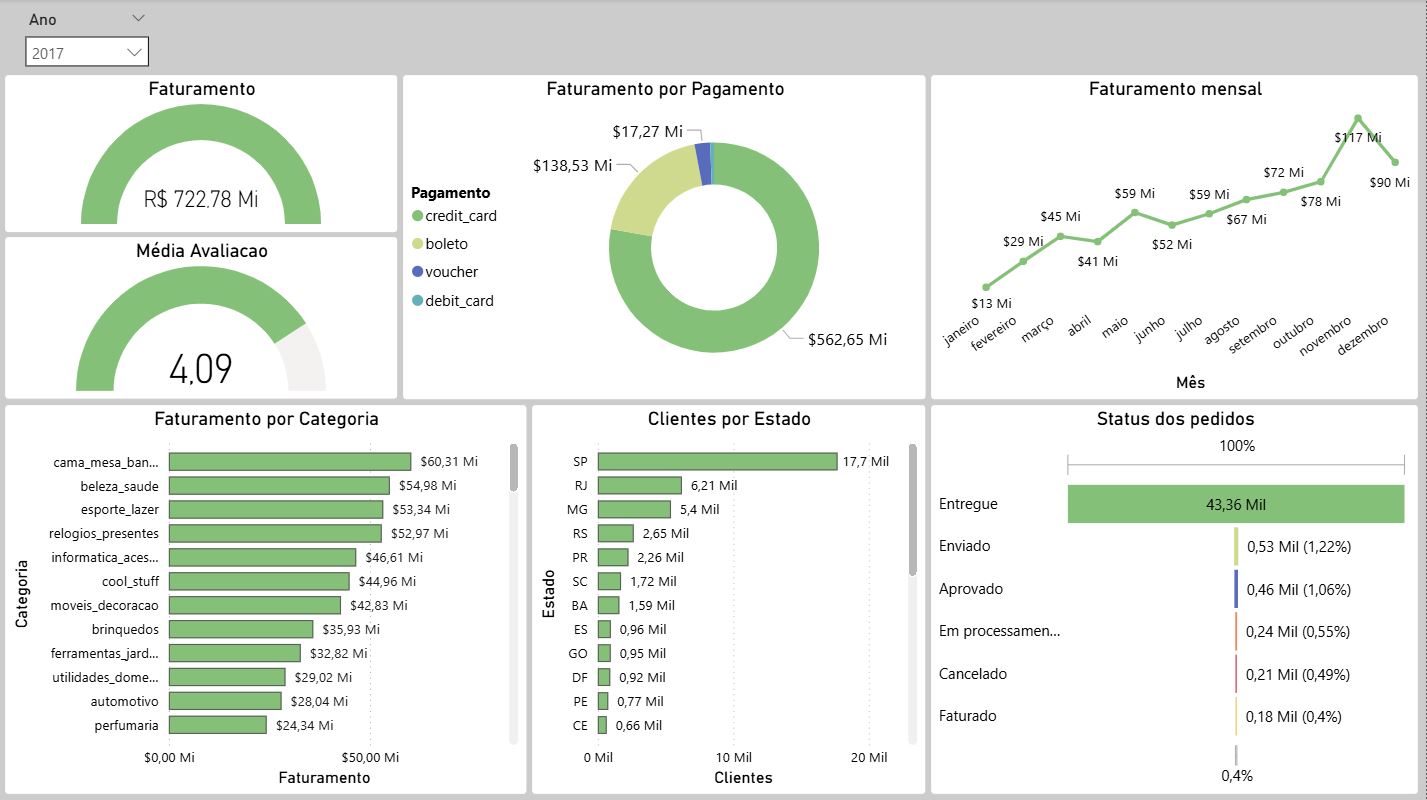 Ano
2017
Faturamento
R$ 722,78 Mi
Média Avaliacao
4,09
Faturamento por Pagamento
Pagamento
credit_card
boleto
voucher
debit_card
$17,27 Mi
$138,53 Mi
$562,65 Mi
Faturamento mensal
$13 Mi
$29 Mi
$45 Mi
$41 Mi
$59 Mi
$52 Mi
$59 Mi
$67 Mi
$72 Mi
$78 Mi
$117 Mi
$90 Mi
janeiro
fevereiro
março
abril
maio
junho
julho
agosto
setembro
outubro
novembro
dezembro
Mês
Faturamento por Categoria
Categoria
cama_mesa_ban... $60,31 Mi
beleza_saude $54,98 Mi
esporte_lazer $53,34 Mi
relogios_presentes $52,97 Mi
informatica_aces... $46,61 Mi
cool_stuff $44,96 Mi
moveis_decoracao $42,83 Mi
brinquedos $35,93 Mi
ferramentas_jard... $32,82 Mi
utilidades_dome... $29,02 Mi
automotivo $28,04 Mi
perfumaria $24,34 Mi
$0,00 Mi $50,00 Mi
Faturamento
Clientes por Estado
Estado
SP 17,7 Mil
RJ 6,21 Mil
MG 5,4 Mil
RS 2,65 Mil
PR 2,26 Mil
SC 1,72 Mil
BA 1,59 Mil
ES 0,96 Mil
GO 0,95 Mil
DF 0,92 Mil
PE 0,77 Mil
CE 0,66 Mil
0 Mil 10 Mil 20 Mil
Clientes
Status dos pedidos
100%
Entregue 43,36 Mil
Enviado 0,53 Mil (1,22%)
Aprovado 0,46 Mil (1,06%)
Em processamen... 0,24 Mil (0,55%)
Cancelado 0,21 Mil (0,49%)
Faturado 0,18 Mil (0,4%)
0,4%